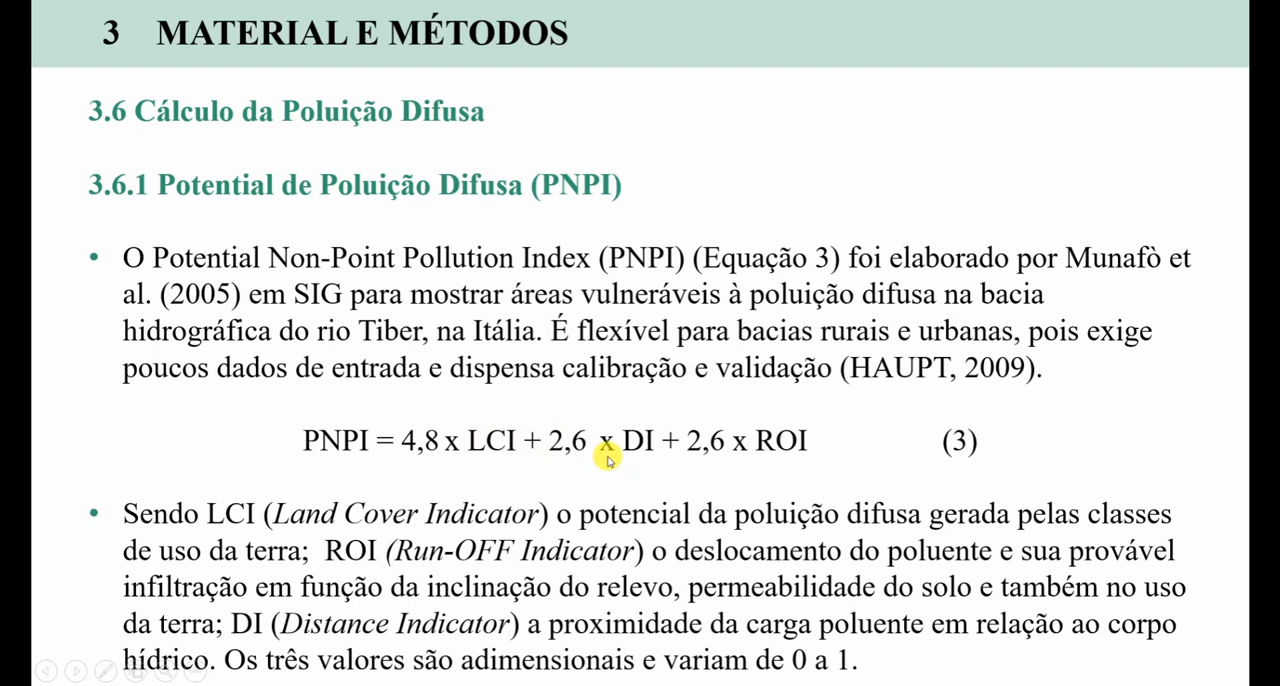 3 MATERIAL E MÉTODOS
3.6 Cálculo da Poluição Difusa
3.6.1 Potential de Poluição Difusa (PNPI)
• O Potential Non-Point Pollution Index (PNPI) (Equação 3) foi elaborado por Munafò et
al. (2005) em SIG para mostrar áreas vulneráveis à poluição difusa na bacia
hidrográfica do rio Tiber, na Itália. É flexível para bacias rurais e urbanas, pois exige
poucos dados de entrada e dispensa calibração e validação (HAUPT, 2009).
PNPI = 4,8 x LCI + 2,6 x DI + 2,6 x ROI (3)
• Sendo LCI (Land Cover Indicator) o potencial da poluição difusa gerada pelas classes
de uso da terra; ROI (Run-OFF Indicator) o deslocamento do poluente e sua provável
infiltração em função da inclinação do relevo, permeabilidade do solo e também no uso
da terra; DI (Distance Indicator) a proximidade da carga poluente em relação ao corpo
hídrico. Os três valores são adimensionais e variam de 0 a 1.